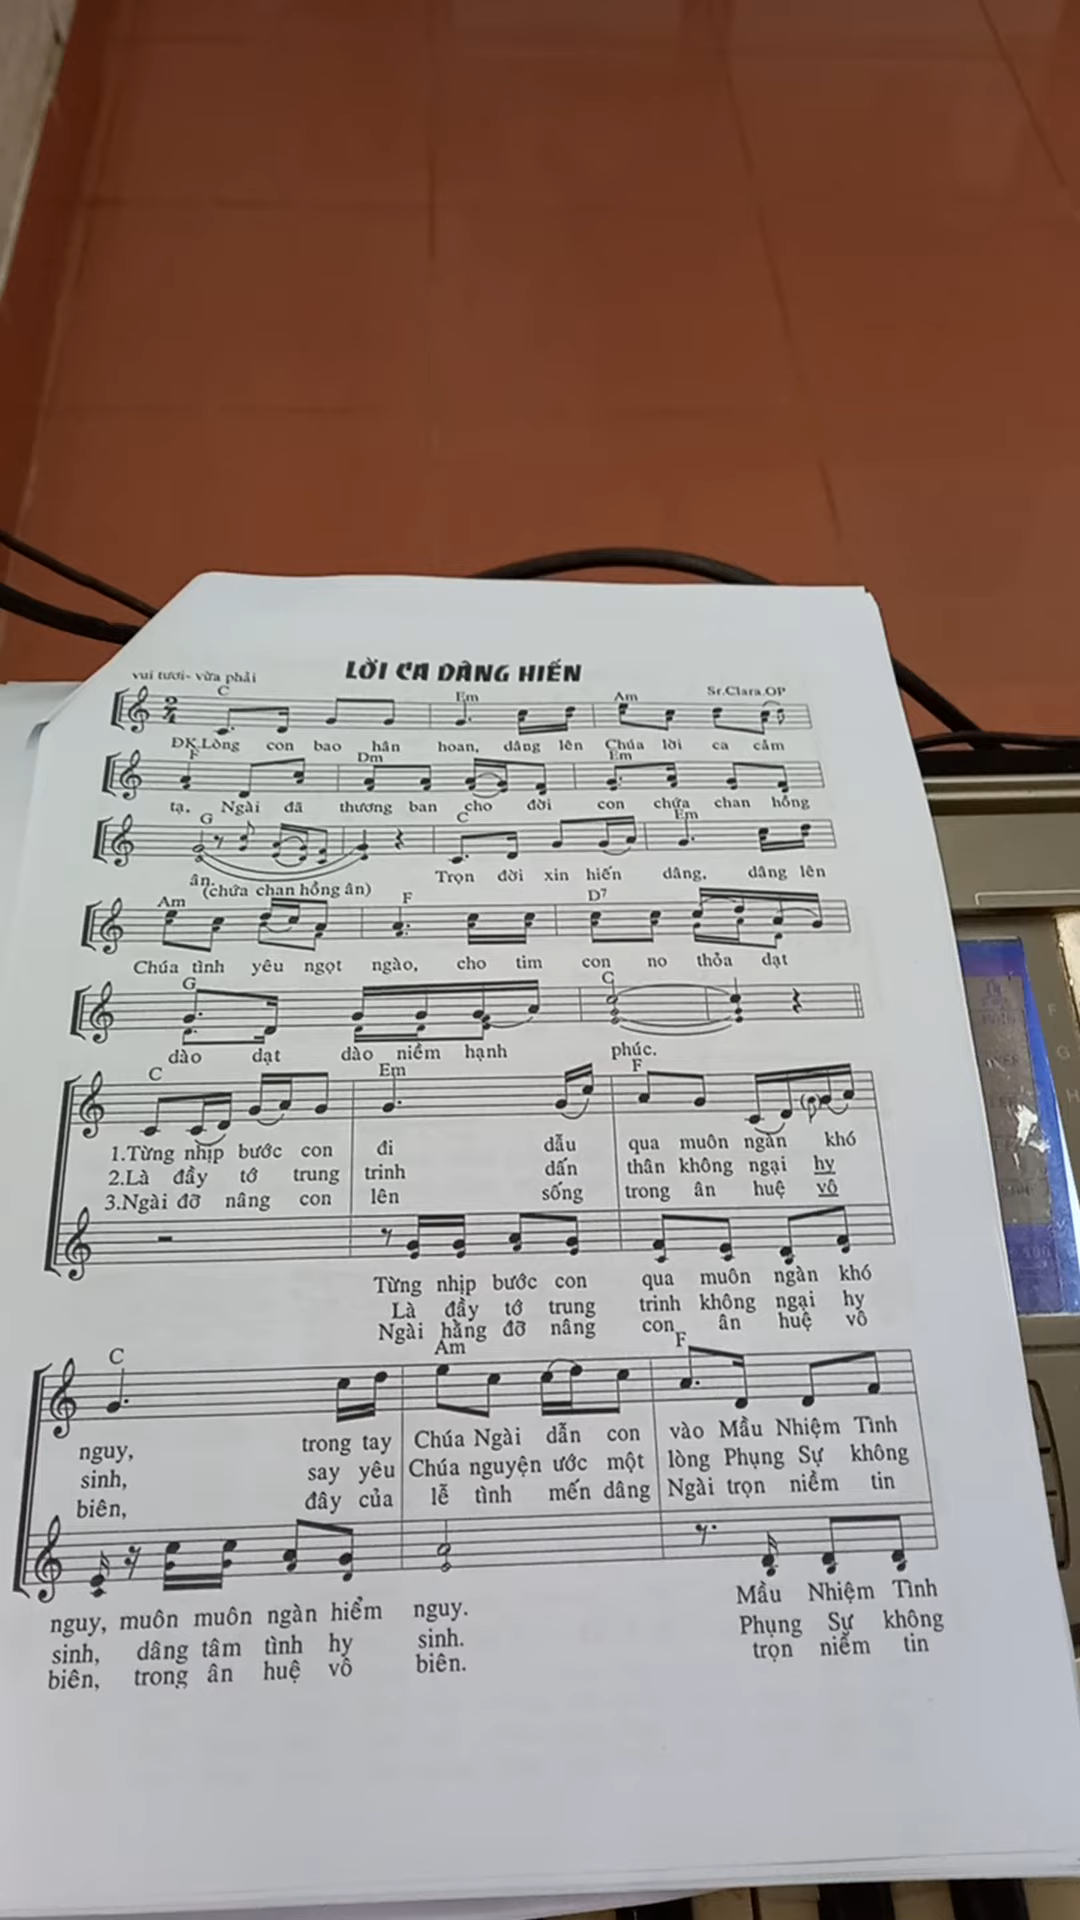 LỜI CA DÂNG HIẾN
vui tươi- vừa phải
Sr.Clara.OP
C Em Am
ĐK.Lòng con bao hân hoan, dâng lên Chúa lời ca cảm
F Dm Em
tạ, Ngài đã thương ban cho đời con chứa chan hồng
G C Em
ân. (chứa chan hồng ân) Trọn đời xin hiến dâng, dâng lên
Am F D7
Chúa tình yêu ngọt ngào, cho tim con no thỏa dạt
G C
dào dạt dào niềm hạnh phúc.
C Em F
1.Từng nhịp bước con đi dẫu qua muôn ngàn khó
2.Là đầy tớ trung trinh dấn thân không ngại hy
3.Ngài đỡ nâng con lên sống trong ân huệ vô
Từng nhịp bước con qua muôn ngàn khó
Là đầy tớ trung trinh không ngại hy
Ngài hằng đỡ nâng con ân huệ vô
C Am F
nguy, trong tay Chúa Ngài dẫn con vào Mầu Nhiệm Tình
sinh, say yêu Chúa nguyện ước một lòng Phụng Sự không
biên, đây của lễ tình mến dâng Ngài trọn niềm tin
nguy, muôn muôn ngàn hiểm nguy. Mầu Nhiệm Tình
sinh, dâng tâm tình hy sinh. Phụng Sự không
biên, trong ân huệ vô biên. trọn niềm tin